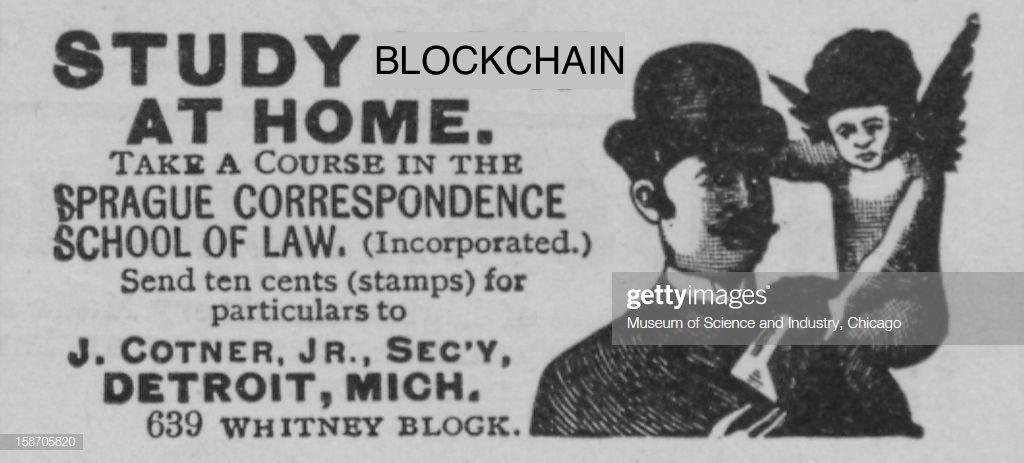 STUDY BLOCKCHAIN
AT HOME.
TAKE A COURSE IN THE
SPRAGUE CORRESPONDENCE
SCHOOL OF LAW. (Incorporated.)
Send ten cents (stamps) for
particulars to
J. COTNER, JR., SEC'Y,
DETROIT, MICH.
639 WHITNEY BLOCK.
gettyimages®
Museum of Science and Industry, Chicago
158705820